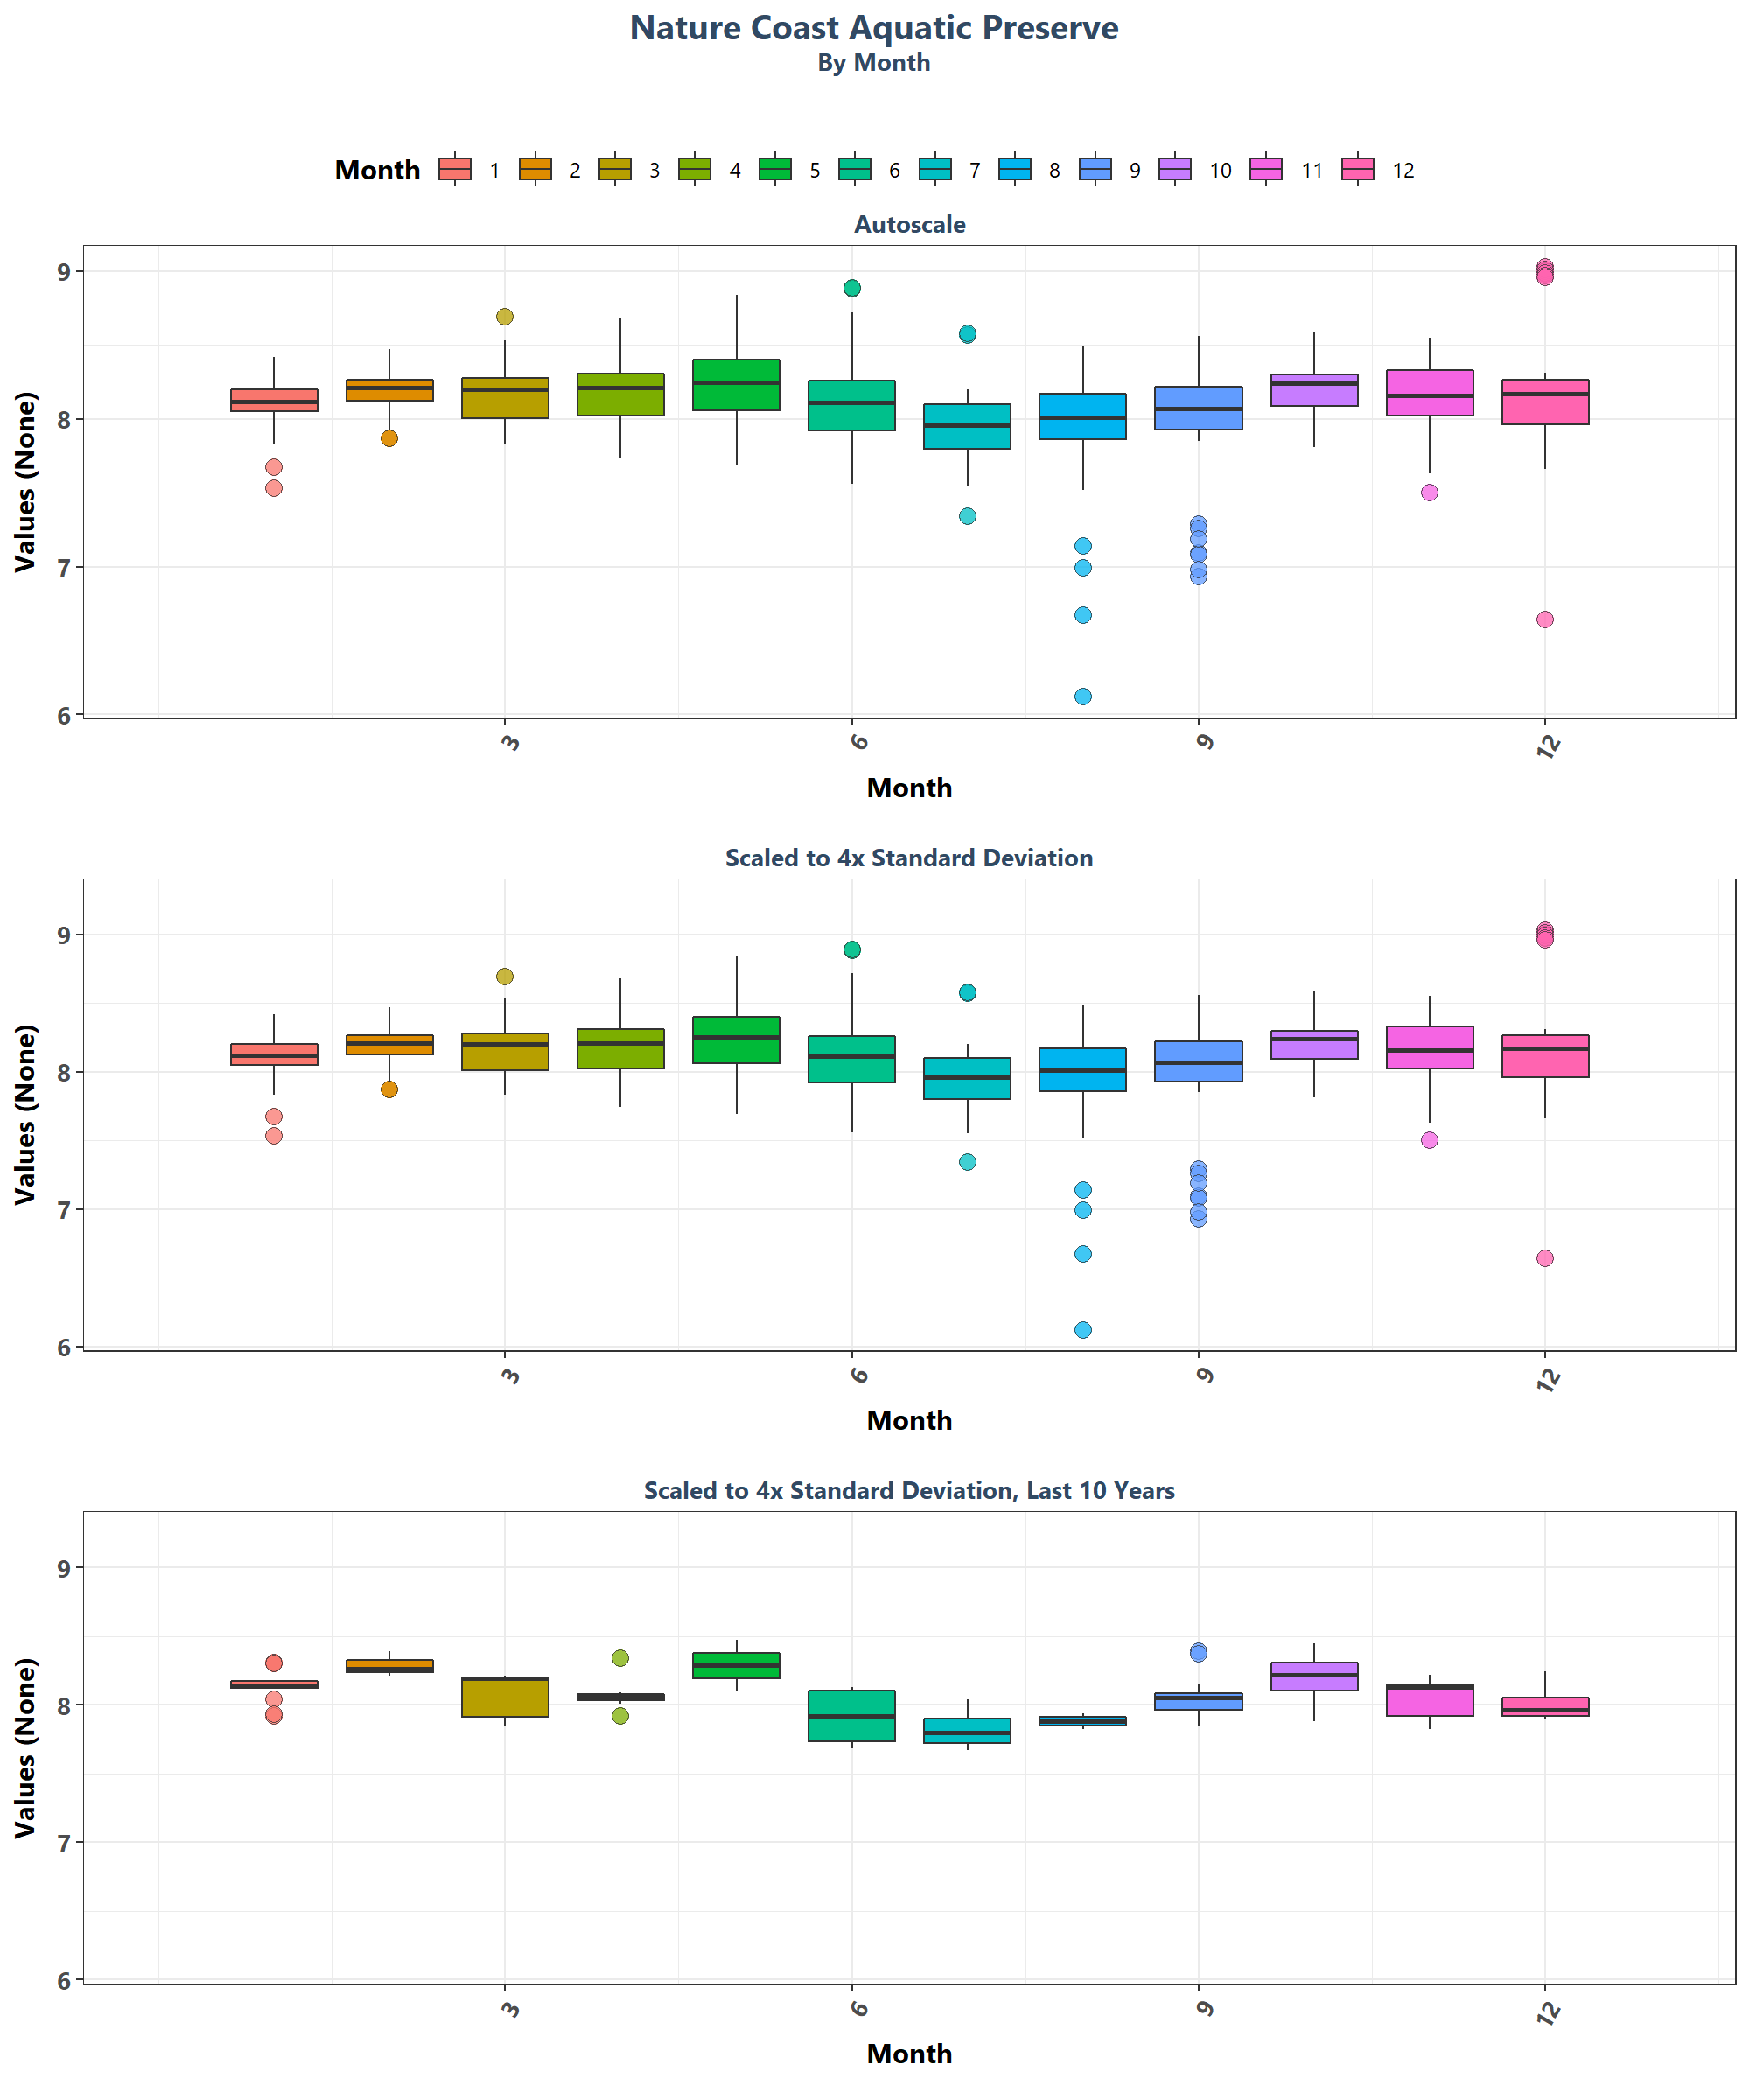 Nature Coast Aquatic Preserve
By Month
Month 1 2 3 4 5 6 7 8 9 10 11 12
Autoscale
Values (None)
9
8
7
6
3 6 9 12
Month
Scaled to 4x Standard Deviation
Values (None)
9
8
7
6
3 6 9 12
Month
Scaled to 4x Standard Deviation, Last 10 Years
Values (None)
9
8
7
6
3 6 9 12
Month